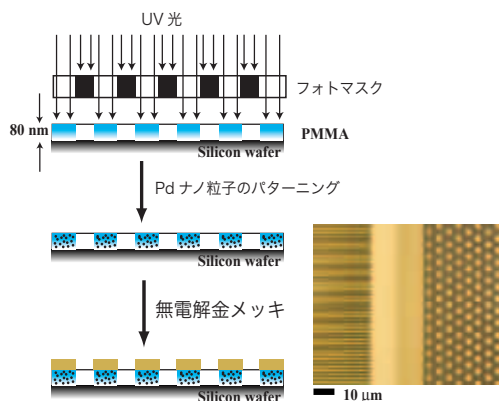 UV 光
フォトマスク
80 nm
PMMA
Silicon wafer
Pd ナノ粒子のパターニング
Silicon wafer
無電解金メッキ
Silicon wafer
10 μm